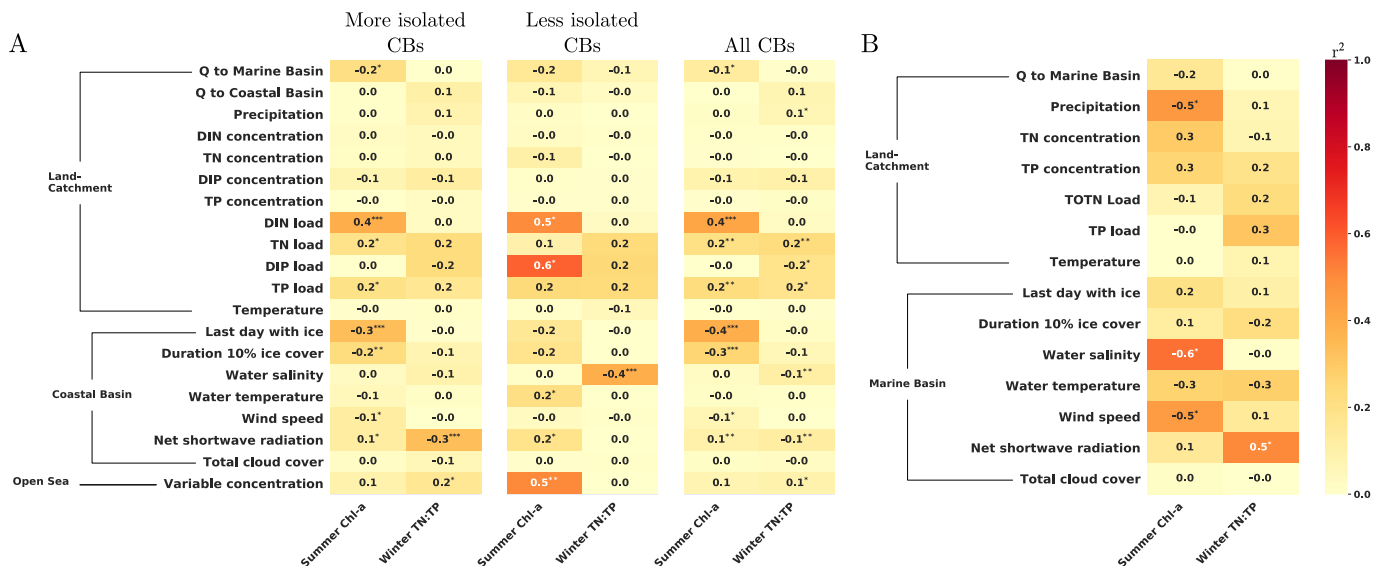 A
More isolated CBs
Less isolated CBs
All CBs
Land-Catchment
Q to Marine Basin -0.2* 0.0 -0.2 -0.1 -0.1* -0.0
Q to Coastal Basin 0.0 0.1 -0.1 -0.0 0.0 0.1
Precipitation 0.0 0.1 0.0 0.0 0.0 0.1*
DIN concentration 0.0 -0.0 -0.0 -0.0 -0.0 -0.0
TN concentration 0.0 0.0 -0.1 -0.0 -0.0 -0.0
DIP concentration -0.1 -0.1 0.0 0.0 -0.1 -0.1
TP concentration -0.0 -0.0 0.0 0.0 -0.0 -0.0
DIN load 0.4*** 0.0 0.5* 0.0 0.4*** 0.0
TN load 0.2* 0.2 0.1 0.2 0.2** 0.2**
DIP load 0.0 -0.2 0.6* 0.2 -0.0 -0.2*
TP load 0.2* 0.2 0.2 0.2 0.2** 0.2*
Temperature -0.0 0.0 0.0 -0.1 0.0 0.0
Coastal Basin
Last day with ice -0.3*** -0.0 -0.2 -0.0 -0.4*** -0.0
Duration 10% ice cover -0.2** -0.1 -0.2 0.0 -0.3*** -0.1
Water salinity 0.0 -0.1 0.0 -0.4*** 0.0 -0.1**
Water temperature -0.1 0.0 0.2* 0.0 -0.0 0.0
Wind speed -0.1* -0.0 -0.0 -0.0 -0.1* 0.0
Net shortwave radiation 0.1* -0.3*** 0.2* 0.0 0.1** -0.1**
Total cloud cover 0.0 -0.1 0.0 0.0 0.0 -0.0
Open Sea
Variable concentration 0.1 0.2* 0.5** 0.0 0.1 0.1*
Summer Chl-a Winter TN:TP Summer Chl-a Winter TN:TP Summer Chl-a Winter TN:TP
B
Land-Catchment
Q to Marine Basin -0.2 0.0
Precipitation -0.5* 0.1
TN concentration 0.3 -0.1
TP concentration 0.3 0.2
TOTN Load -0.1 0.2
TP load -0.0 0.3
Temperature 0.0 0.1
Marine Basin
Last day with ice 0.2 0.1
Duration 10% ice cover 0.1 -0.2
Water salinity -0.6* -0.0
Water temperature -0.3 -0.3
Wind speed -0.5* 0.1
Net shortwave radiation 0.1 0.5*
Total cloud cover 0.0 -0.0
Summer Chl-a Winter TN:TP
r²
1.0
0.8
0.6
0.4
0.2
0.0